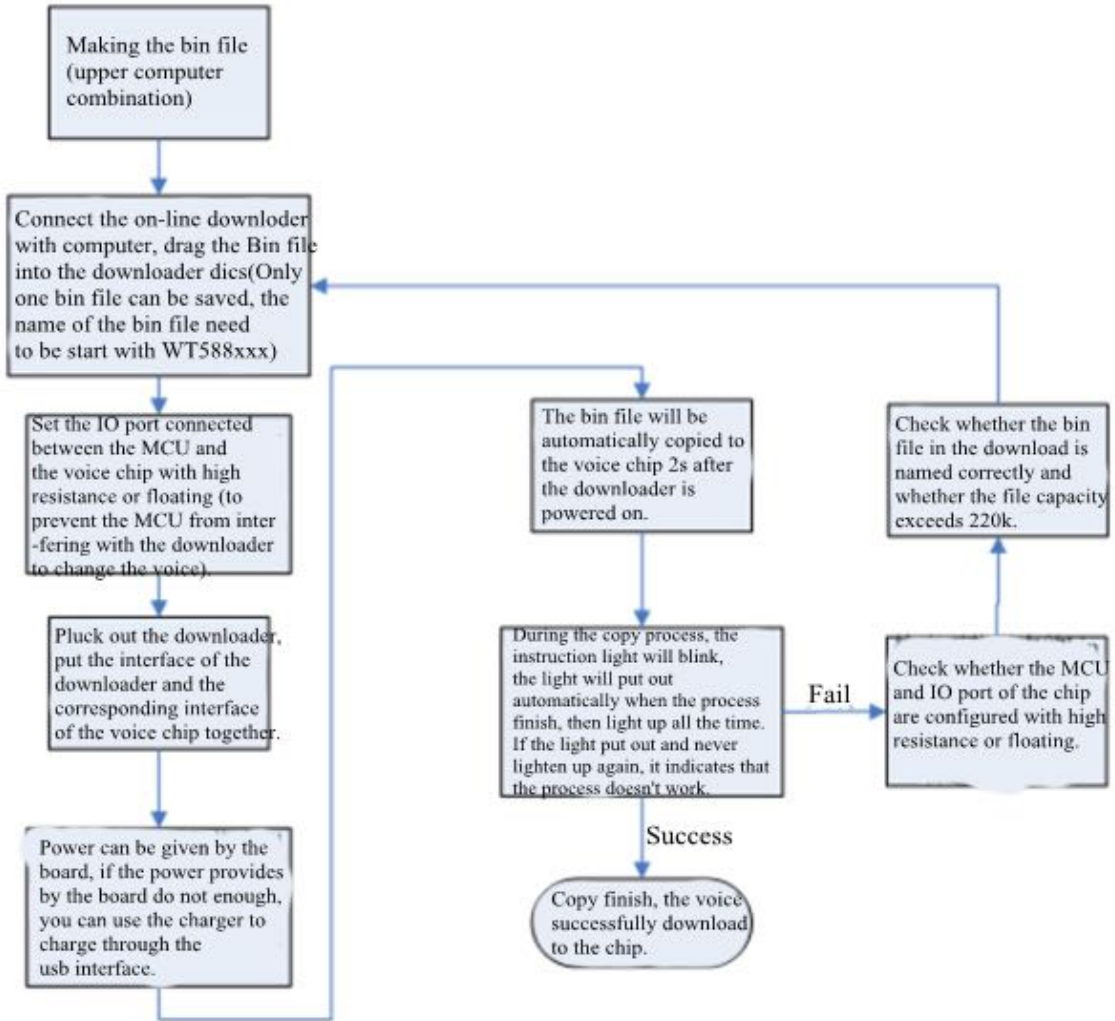 Making the bin file
(upper computer
combination)
Connect the on-line downloder
with computer, drag the Bin file
into the downloader dics(Only
one bin file can be saved, the
name of the bin file need
to be start with WT588xxx)
Set the IO port connected
between the MCU and
the voice chip with high
resistance or floating (to
prevent the MCU from inter
-fering with the downloader
to change the voice).
Pluck out the downloader,
put the interface of the
downloader and the
corresponding interface
of the voice chip together.
Power can be given by the
board, if the power provides
by the board do not enough,
you can use the charger to
charge through the
usb interface.
The bin file will be
automatically copied to
the voice chip 2s after
the downloader is
powered on.
During the copy process, the
instruction light will blink,
the light will put out
automatically when the process
finish, then light up all the time.
If the light put out and never
lighten up again, it indicates that
the process doesn't work.
Fail
Success
Copy finish, the voice
successfully download
to the chip.
Check whether the MCU
and IO port of the chip
are configured with high
resistance or floating.
Check whether the bin
file in the download is
named correctly and
whether the file capacity
exceeds 220k.